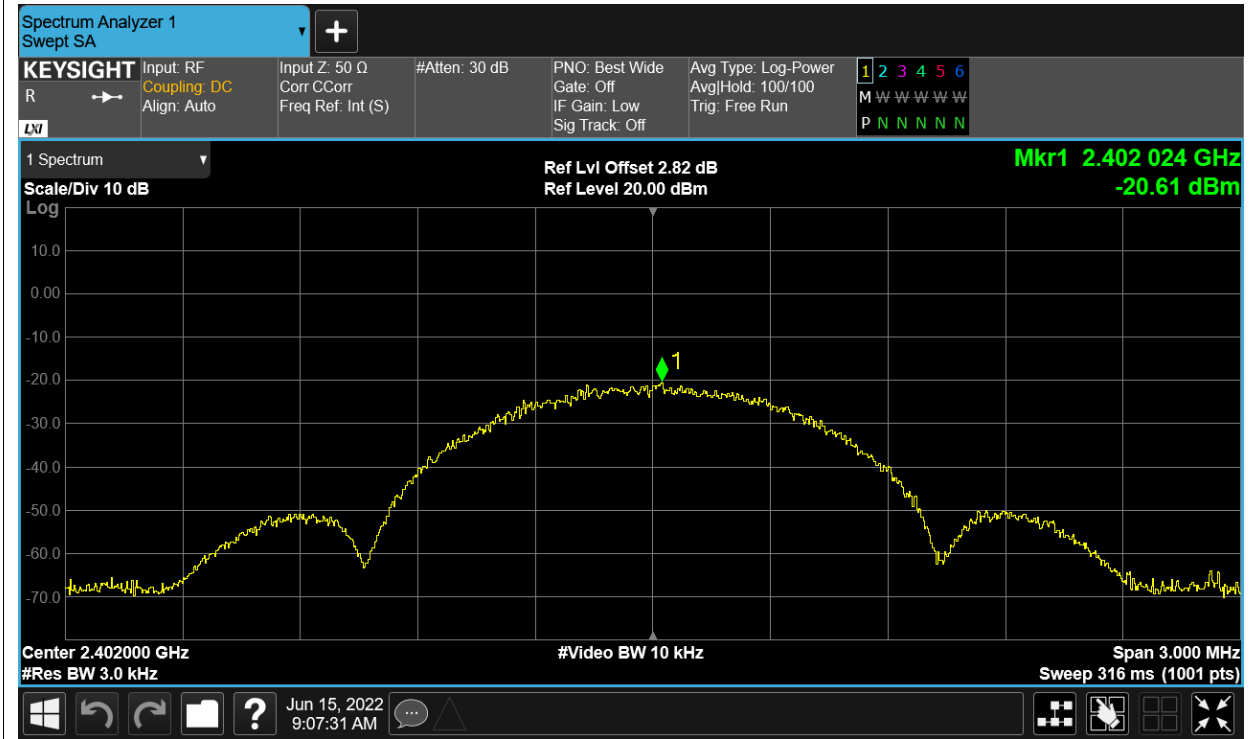 Spectrum Analyzer 1
Swept SA
+
KEYSIGHT Input: RF Input Z: 50 Ω #Atten: 30 dB PNO: Best Wide Avg Type: Log-Power 1 2 3 4 5 6
R Coupling: DC Corr CCorr Gate: Off Avg|Hold: 100/100 M W W W W W W
Align: Auto Freq Ref: Int (S) IF Gain: Low Trig: Free Run
LXI Sig Track: Off P N N N N N N
1 Spectrum Ref Lvl Offset 2.82 dB Mkr1 2.402 024 GHz
Scale/Div 10 dB Ref Level 20.00 dBm -20.61 dBm
Log
10.0
0.00
-10.0
1
-20.0
-30.0
-40.0
-50.0
-60.0
-70.0
Center 2.402000 GHz #Video BW 10 kHz Span 3.000 MHz
#Res BW 3.0 kHz Sweep 316 ms (1001 pts)
? Jun 15, 2022
9:07:31 AM